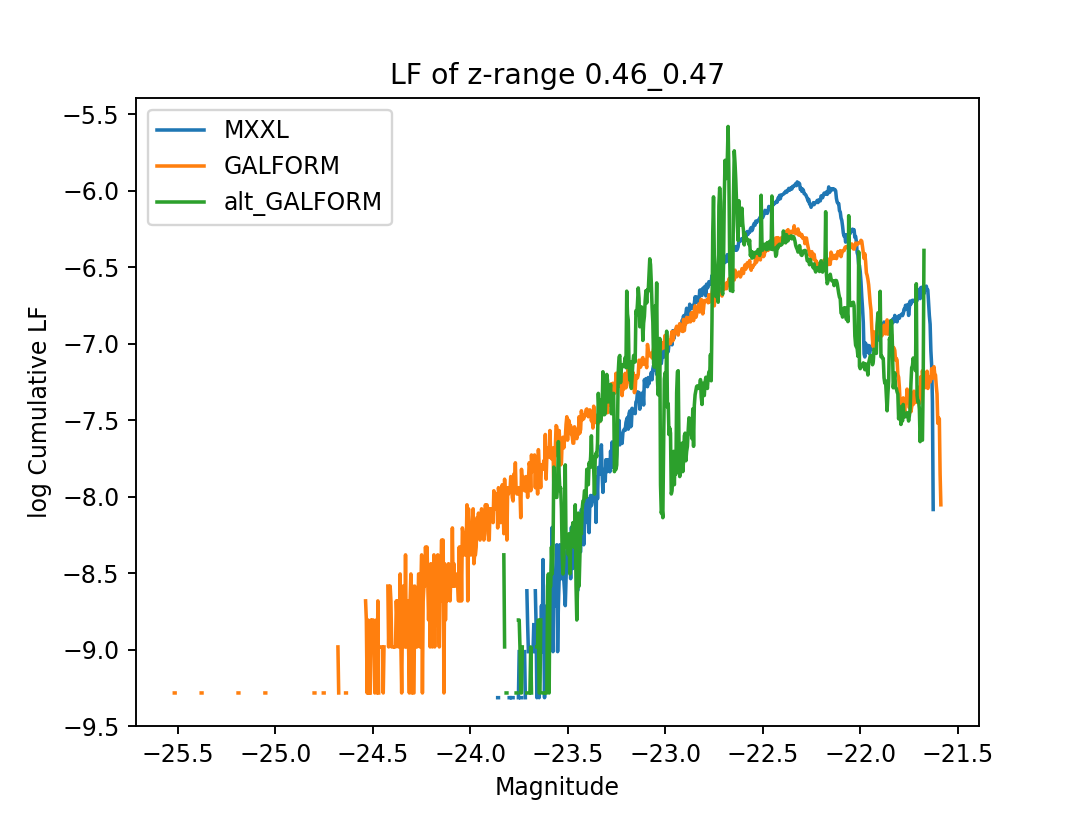 LF of z-range 0.46_0.47
MXXL
GALFORM
alt_GALFORM
log Cumulative LF
−5.5
−6.0
−6.5
−7.0
−7.5
−8.0
−8.5
−9.0
−9.5
−25.5 −25.0 −24.5 −24.0 −23.5 −23.0 −22.5 −22.0 −21.5
Magnitude